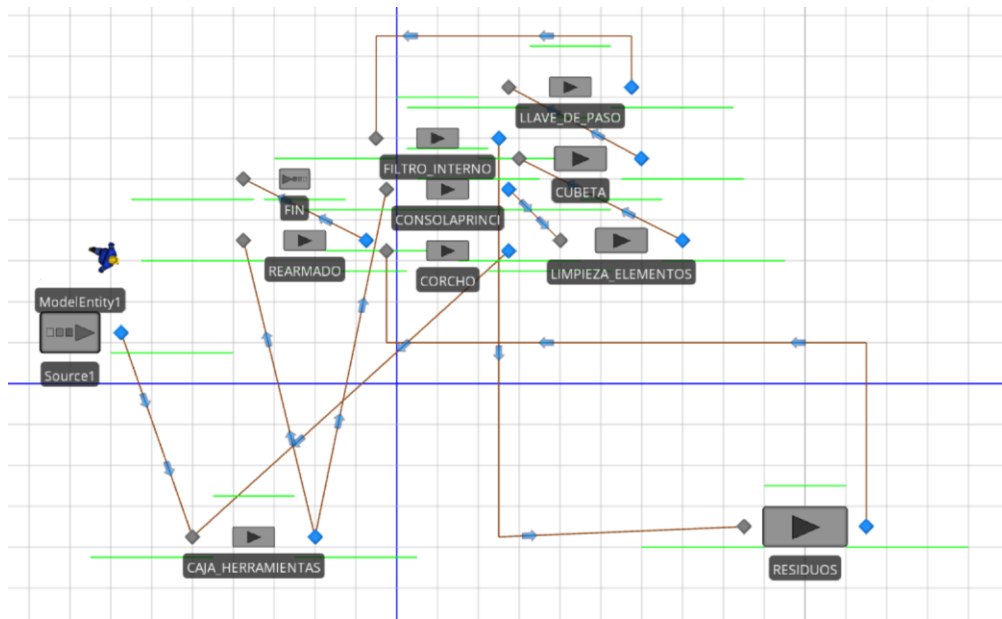 LLAVE_DE_PASO
FILTRO_INTERNO
CUBETA
FIN
CONSOLAPRINCI
REARMADO
CORCHO
LIMPIEZA_ELEMENTOS
ModelEntity1
Source1
CAJA_HERRAMIENTAS
RESIDUOS